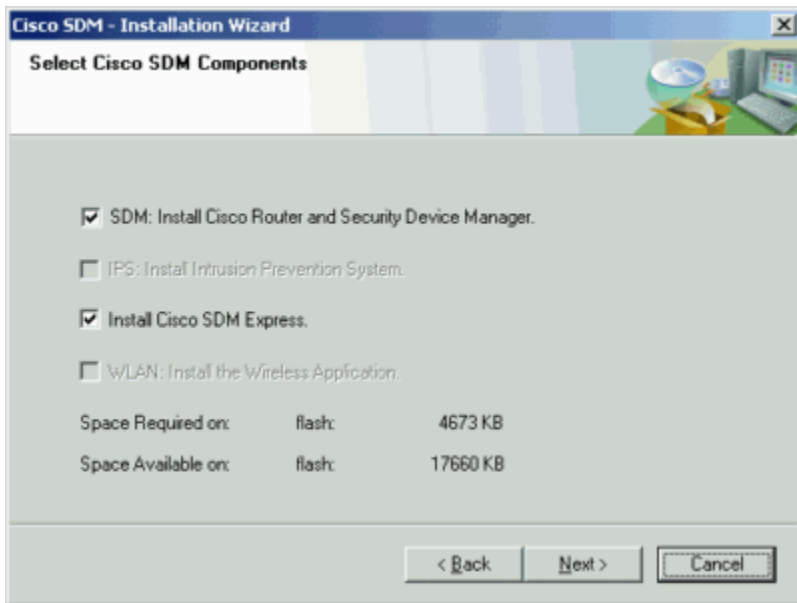 Cisco SDM - Installation Wizard
Select Cisco SDM Components
SDM: Install Cisco Router and Security Device Manager.
IPS: Install Intrusion Prevention System.
Install Cisco SDM Express.
WLAN: Install the Wireless Application.
Space Required on: flash: 4673 KB
Space Available on: flash: 17660 KB
< Back Next > Cancel